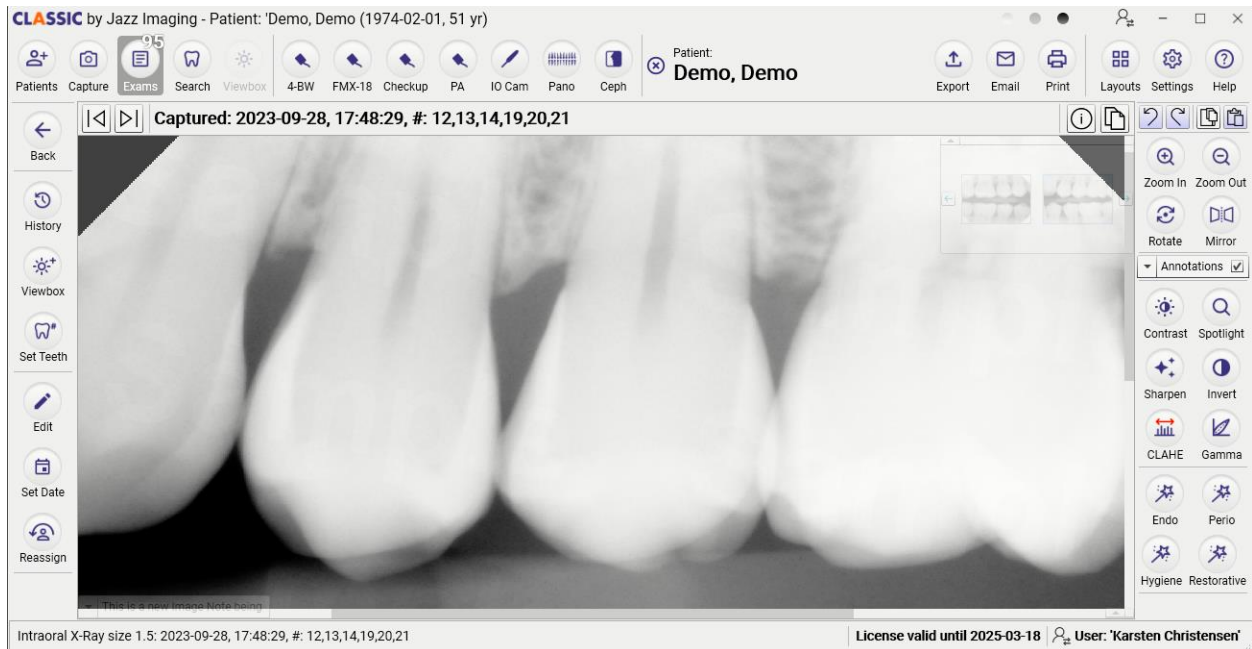 CLASSIC by Jazz Imaging - Patient: 'Demo, Demo (1974-02-01, 51 yr)
95
Patients Capture Exams Search Viewbox 4-BW FMX-18 Checkup PA IO Cam Pano Ceph
Patient:
Demo, Demo
Export Email Print Layouts Settings Help
Captured: 2023-09-28, 17:48:29, #: 12,13,14,19,20,21
Back
History
Viewbox
Set Teeth
Edit
Set Date
Reassign
Zoom In Zoom Out
Rotate Mirror
Annotations
Contrast Spotlight
Sharpen Invert
CLAHE Gamma
Endo Perio
Hygiene Restorative
This is a new Image Note being
Intraoral X-Ray size 1.5: 2023-09-28, 17:48:29, #: 12,13,14,19,20,21
License valid until 2025-03-18 User: 'Karsten Christensen'